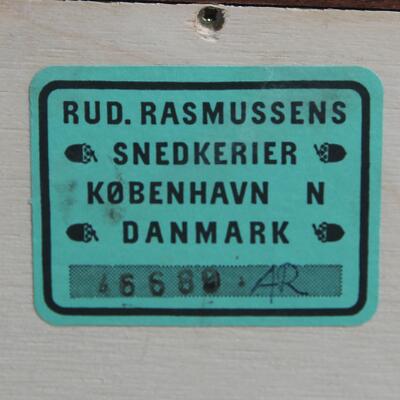 RUD. RASMUSSENS
SNEDKERIER
KØBENHAVN N
DANMARK
AR